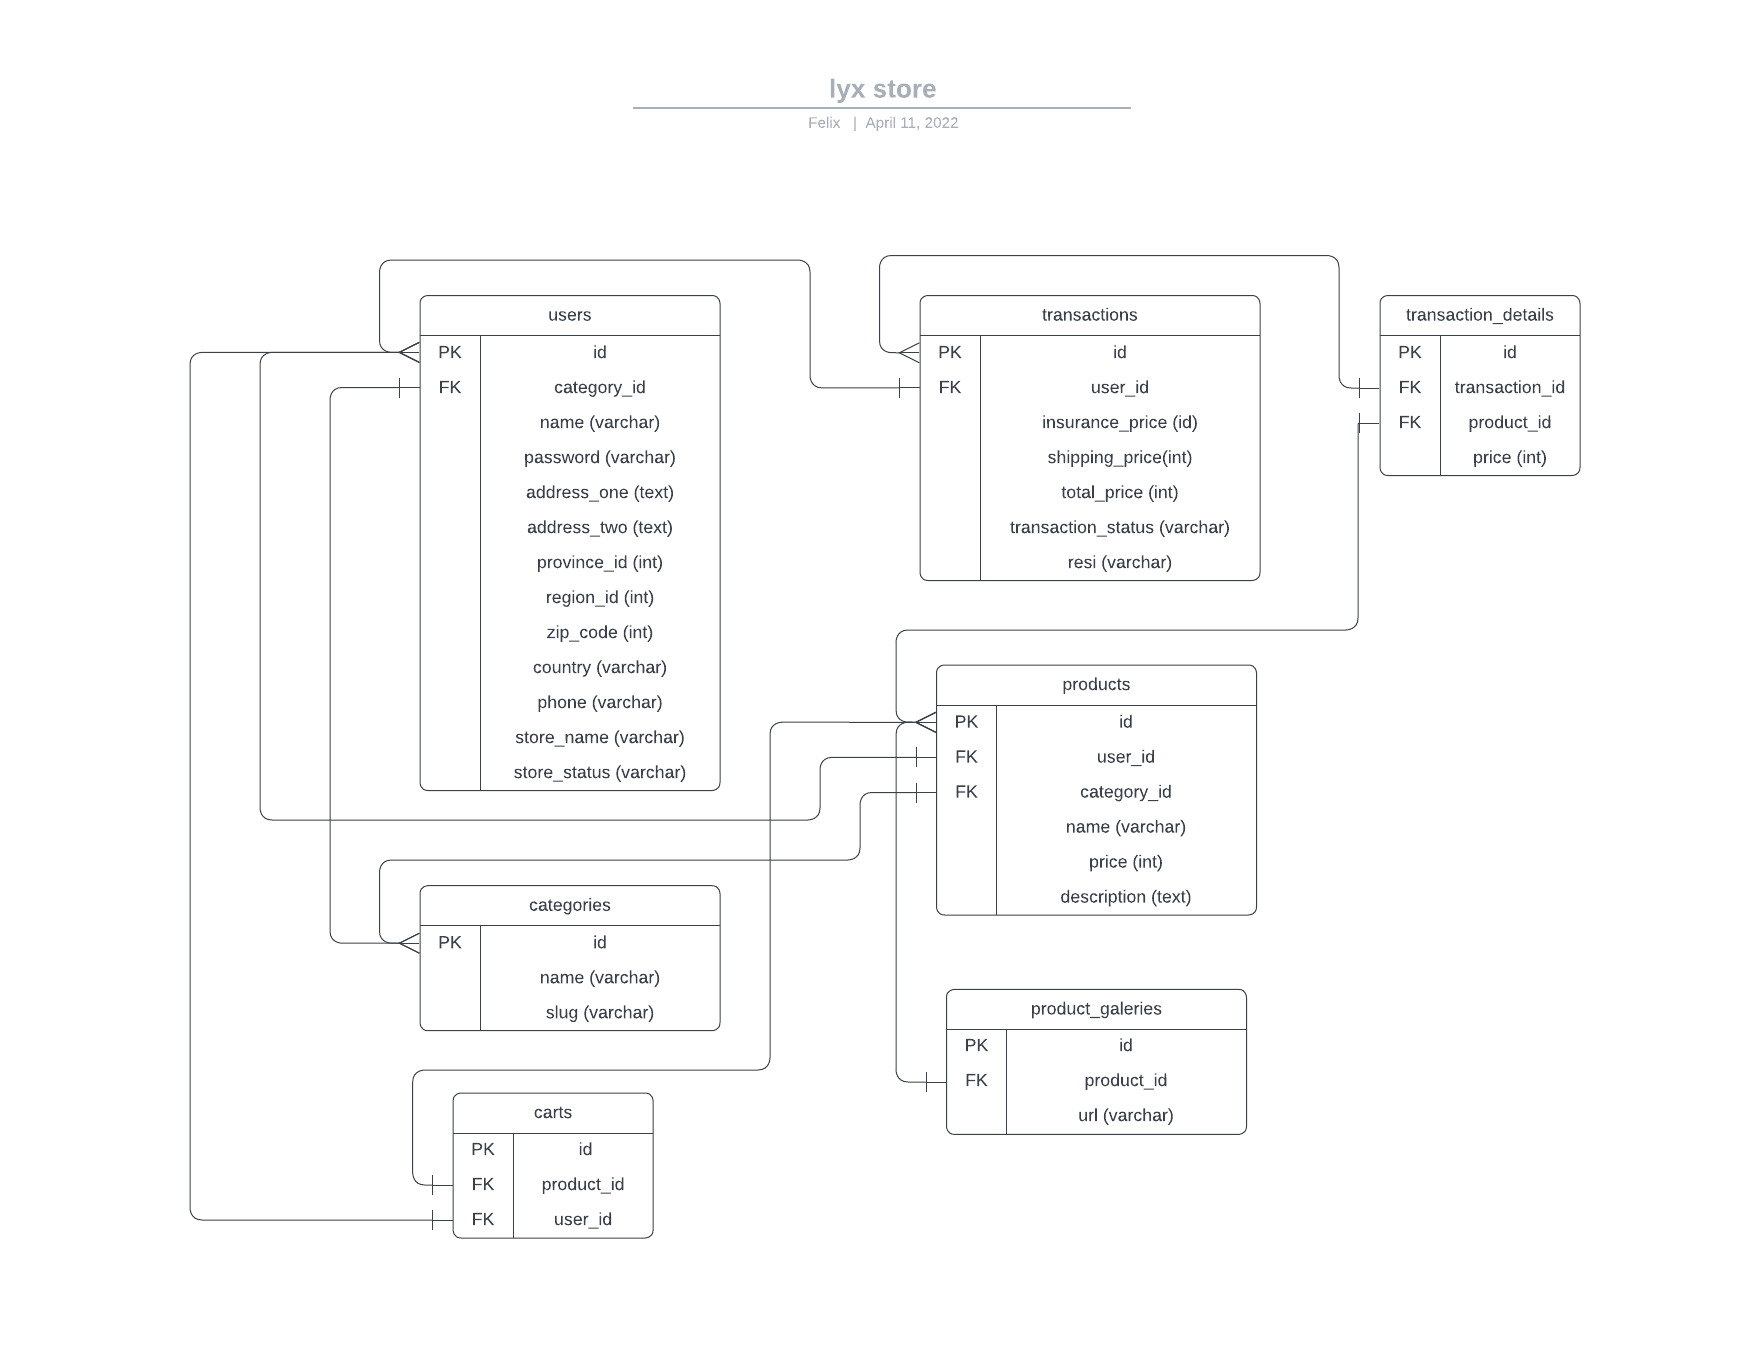 lyx store
Felix | April 11, 2022
users
PK id
FK category_id
name (varchar)
password (varchar)
address_one (text)
address_two (text)
province_id (int)
region_id (int)
zip_code (int)
country (varchar)
phone (varchar)
store_name (varchar)
store_status (varchar)
transactions
PK id
FK user_id
insurance_price (id)
shipping_price(int)
total_price (int)
transaction_status (varchar)
resi (varchar)
transaction_details
PK id
FK transaction_id
FK product_id
price (int)
products
PK id
FK user_id
FK category_id
name (varchar)
price (int)
description (text)
categories
PK id
name (varchar)
slug (varchar)
product_galeries
PK id
FK product_id
url (varchar)
carts
PK id
FK product_id
FK user_id